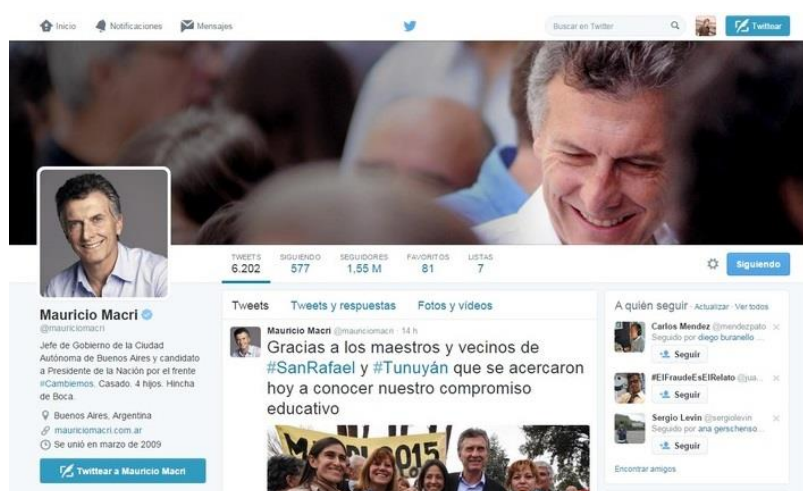 Inicio Notificaciones Mensajes Buscar en Twitter Twittear
TWEETS SIGUIENDO SEGUIDORES FAVORITOS LISTAS
6.202 577 1,55 M 81 7
Siguiendo
Mauricio Macri
@mauriciomacri
Jefe de Gobierno de la Ciudad
Autónoma de Buenos Aires y candidato
a Presidente de la Nación por el frente
#Cambiemos. Casado. 4 hijos. Hincha
de Boca.
Buenos Aires, Argentina
mauriciomacri.com.ar
Se unió en marzo de 2009
Twittear a Mauricio Macri
Tweets Tweets y respuestas Fotos y vídeos
Mauricio Macri @mauriciomacri · 14 h
Gracias a los maestros y vecinos de
#SanRafael y #Tunuyán que se acercaron
hoy a conocer nuestro compromiso
educativo
MACRI 2015
A quién seguir · Actualizar · Ver todos
Carlos Mendez @mendezpato
Seguido por diego buranello ...
Seguir
#ElFraudeEsElRelato @jua...
Seguir
Sergio Levin @sergiolevin
Seguido por ana gerschenso...
Seguir
Encontrar amigos